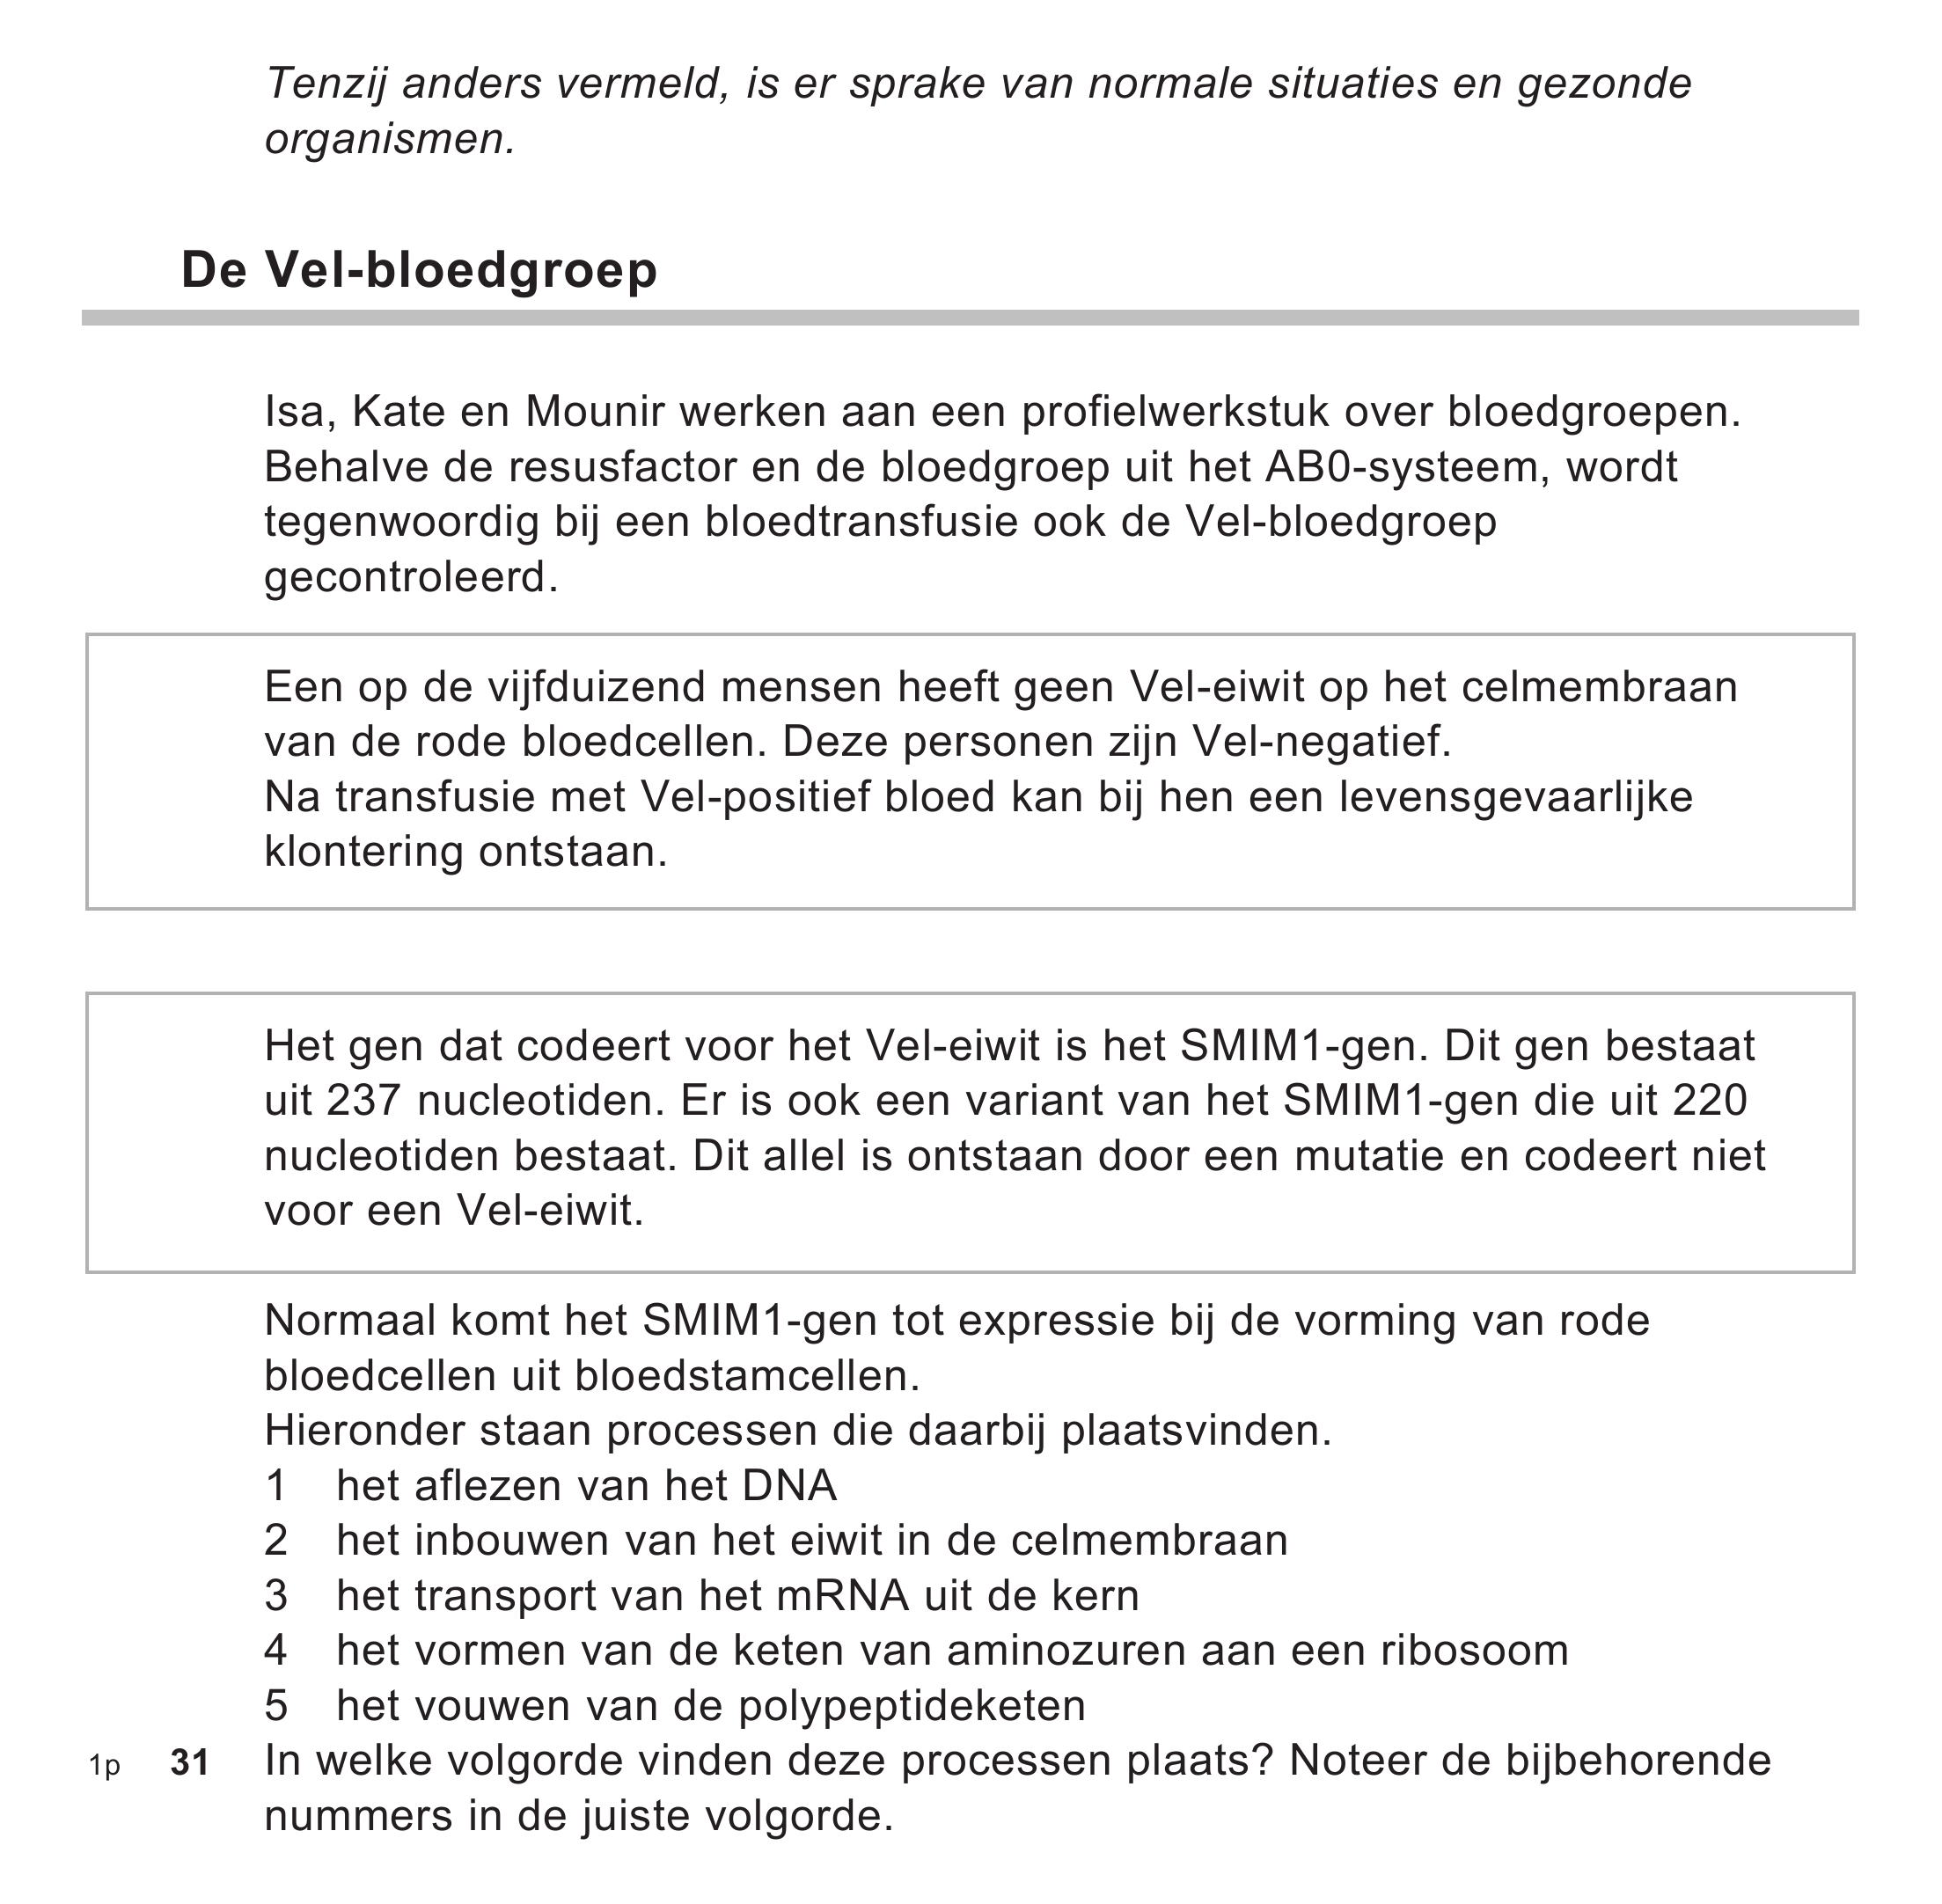 Tenzij anders vermeld, is er sprake van normale situaties en gezonde
organismen.
De Vel-bloedgroep
Isa, Kate en Mounir werken aan een profielwerkstuk over bloedgroepen.
Behalve de resusfactor en de bloedgroep uit het AB0-systeem, wordt
tegenwoordig bij een bloedtransfusie ook de Vel-bloedgroep
gecontroleerd.
Een op de vijfduizend mensen heeft geen Vel-eiwit op het celmembraan
van de rode bloedcellen. Deze personen zijn Vel-negatief.
Na transfusie met Vel-positief bloed kan bij hen een levensgevaarlijke
klontering ontstaan.
Het gen dat codeert voor het Vel-eiwit is het SMIM1-gen. Dit gen bestaat
uit 237 nucleotiden. Er is ook een variant van het SMIM1-gen die uit 220
nucleotiden bestaat. Dit allel is ontstaan door een mutatie en codeert niet
voor een Vel-eiwit.
Normaal komt het SMIM1-gen tot expressie bij de vorming van rode
bloedcellen uit bloedstamcellen.
Hieronder staan processen die daarbij plaatsvinden.
1 het aflezen van het DNA
2 het inbouwen van het eiwit in de celmembraan
3 het transport van het mRNA uit de kern
4 het vormen van de keten van aminozuren aan een ribosoom
5 het vouwen van de polypeptideketen
1p 31 In welke volgorde vinden deze processen plaats? Noteer de bijbehorende
nummers in de juiste volgorde.